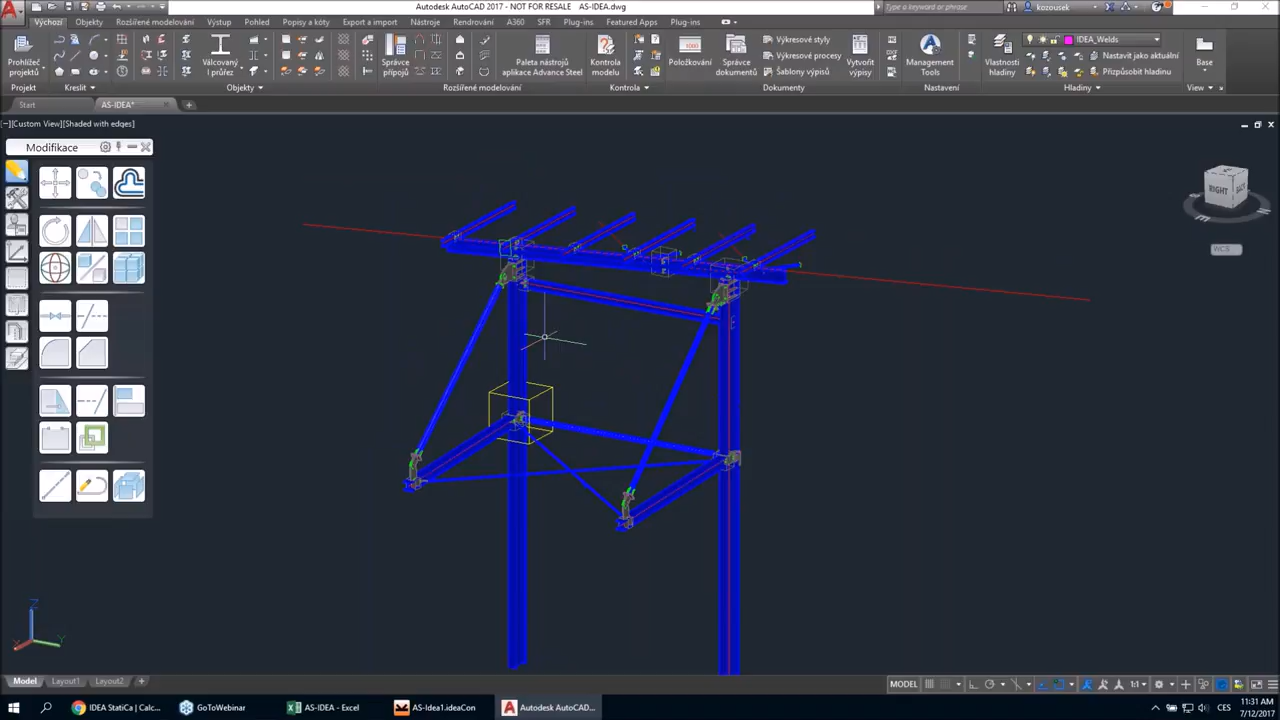 Autodesk AutoCAD 2017 - NOT FOR RESALE AS-IDEA.dwg
Type a keyword or phrase
kozousek
Výchozí Objekty Import a příslušenství Kontrola Výstup Pohled Popisy a kóty Export a import Nástroje Rendrování A360 SFR Plug-ins Featured Apps Plug-ins
Prohlížeč projektů
Válcovaný I průřez
Správce přípojů
Paleta nástrojů aplikace Advance Steel
Kontrola modelu
Položkování
Správce dokumentů
Výkresové styly
Výkresové procesy
Šablony výpisů
Vytvořit výpisy
Management Tools
Vlastnosti hladiny
IDEA_Welds
Nastavit jako aktuální
Přizpůsobit hladinu
Base
Projekt Kreslit Objekty Rozšířené modelování Kontrola Dokumenty Nastavení Hladiny View
Start AS-IDEA*
[−][Custom View][Shaded with edges]
Modifikace
RIGHT
BACK
WCS
Z
X
Y
Model Layout1 Layout2
MODEL
1:1
IDEA StatiCa | Calc...
GoToWebinar
AS-IDEA - Excel
AS-Idea1.ideaCon
Autodesk AutoCAD...
CES
11:31 AM
7/12/2017